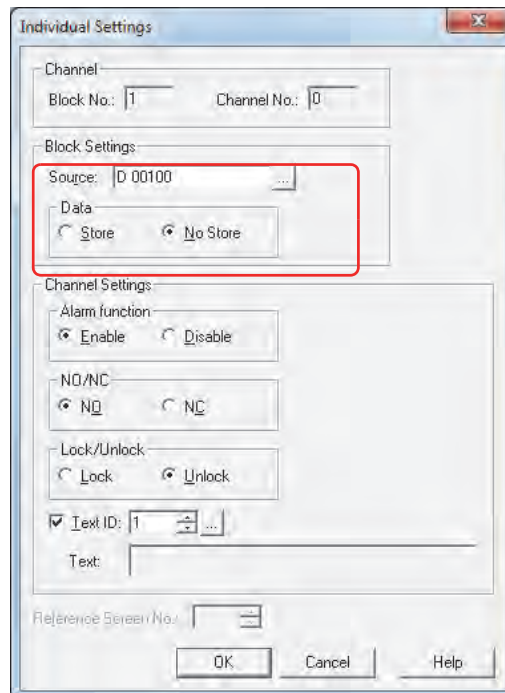 Individual Settings
Channel
Block No.: 1 Channel No.: 0
Block Settings
Source: D 00100 ...
Data
Store No Store
Channel Settings
Alarm function
Enable Disable
NO/NC
NO NC
Lock/Unlock
Lock Unlock
Text ID: 1 ...
Text:
Reference Screen No.:
OK Cancel Help